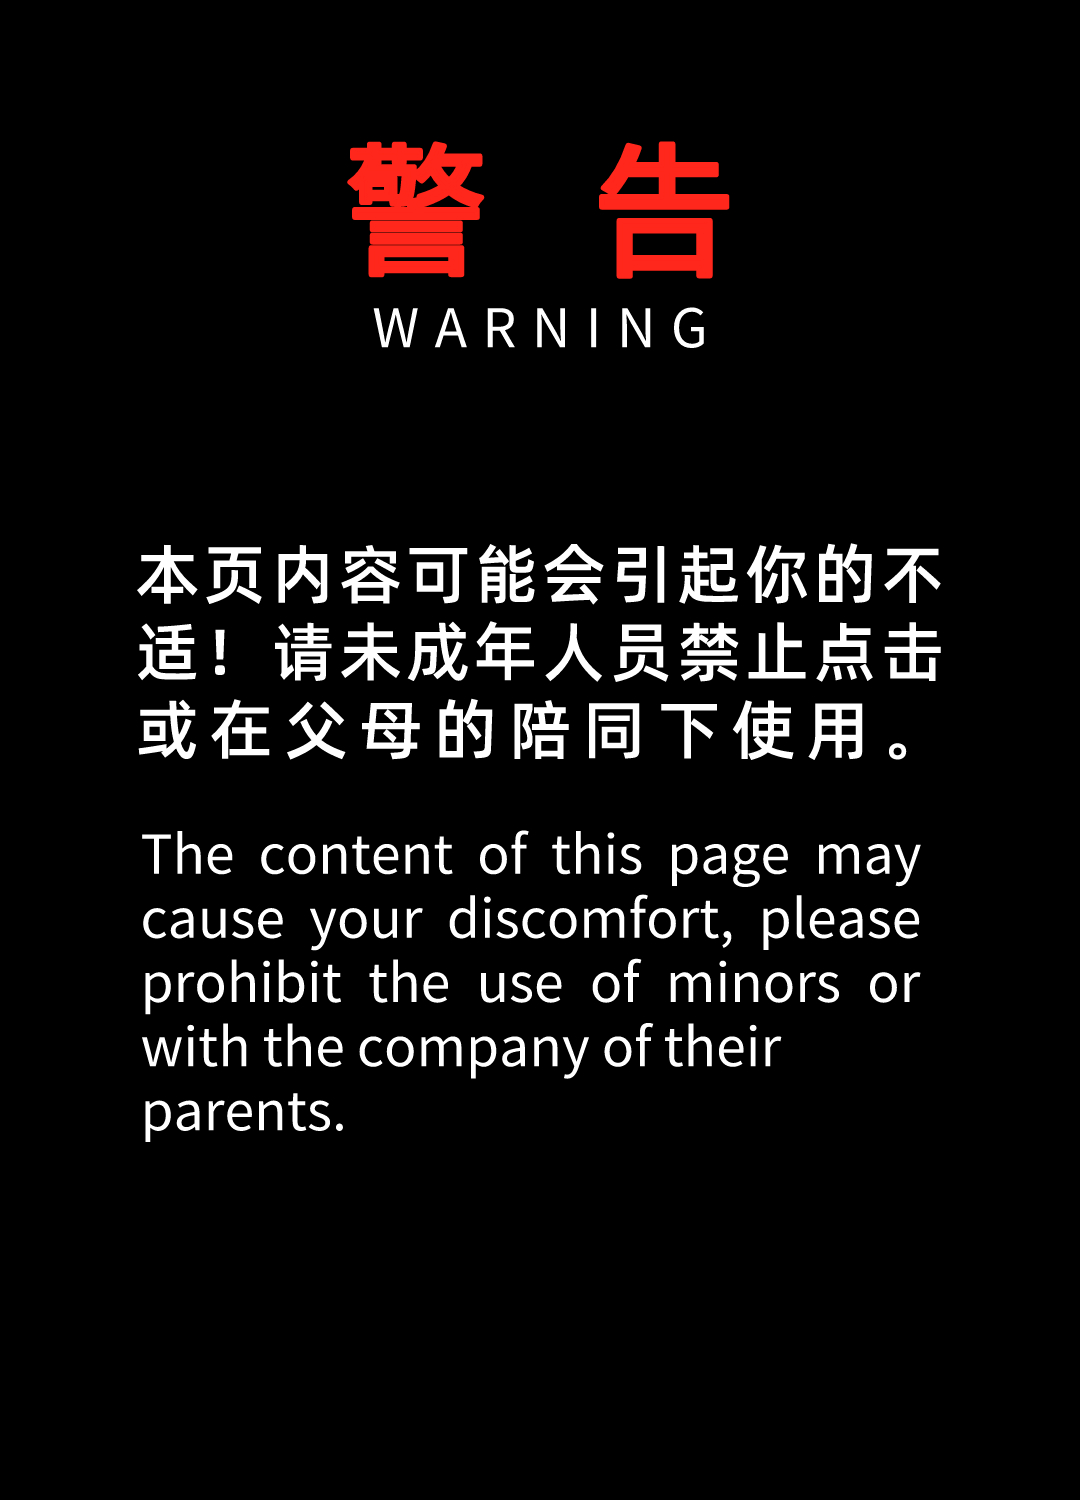 警 告
WARNING
本页内容可能会引起你的不
适！请未成年人员禁止点击
或在父母的陪同下使用。
The content of this page may
cause your discomfort, please
prohibit the use of minors or
with the company of their
parents.